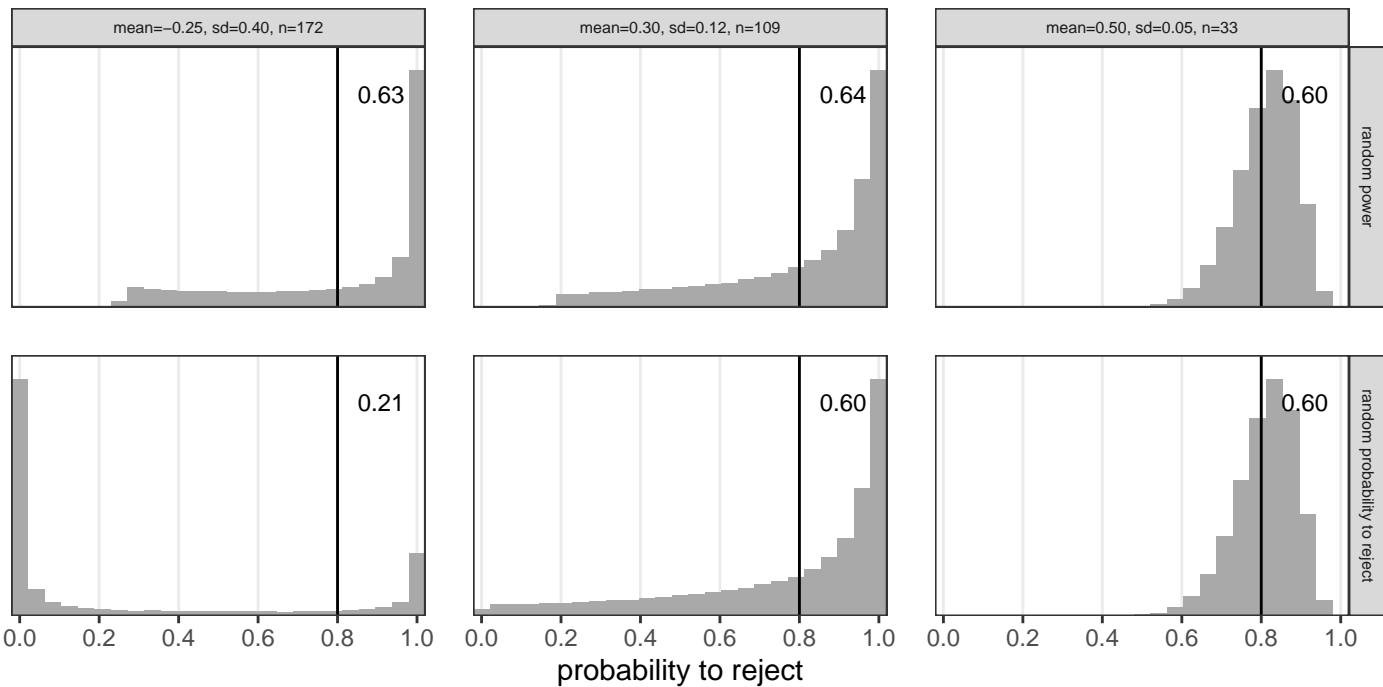 mean=−0.25, sd=0.40, n=172
mean=0.30, sd=0.12, n=109
mean=0.50, sd=0.05, n=33
0.63
0.64
0.60
random power
0.21
0.60
0.60
random probability to reject
0.0 0.2 0.4 0.6 0.8 1.0
0.0 0.2 0.4 0.6 0.8 1.0
0.0 0.2 0.4 0.6 0.8 1.0
probability to reject